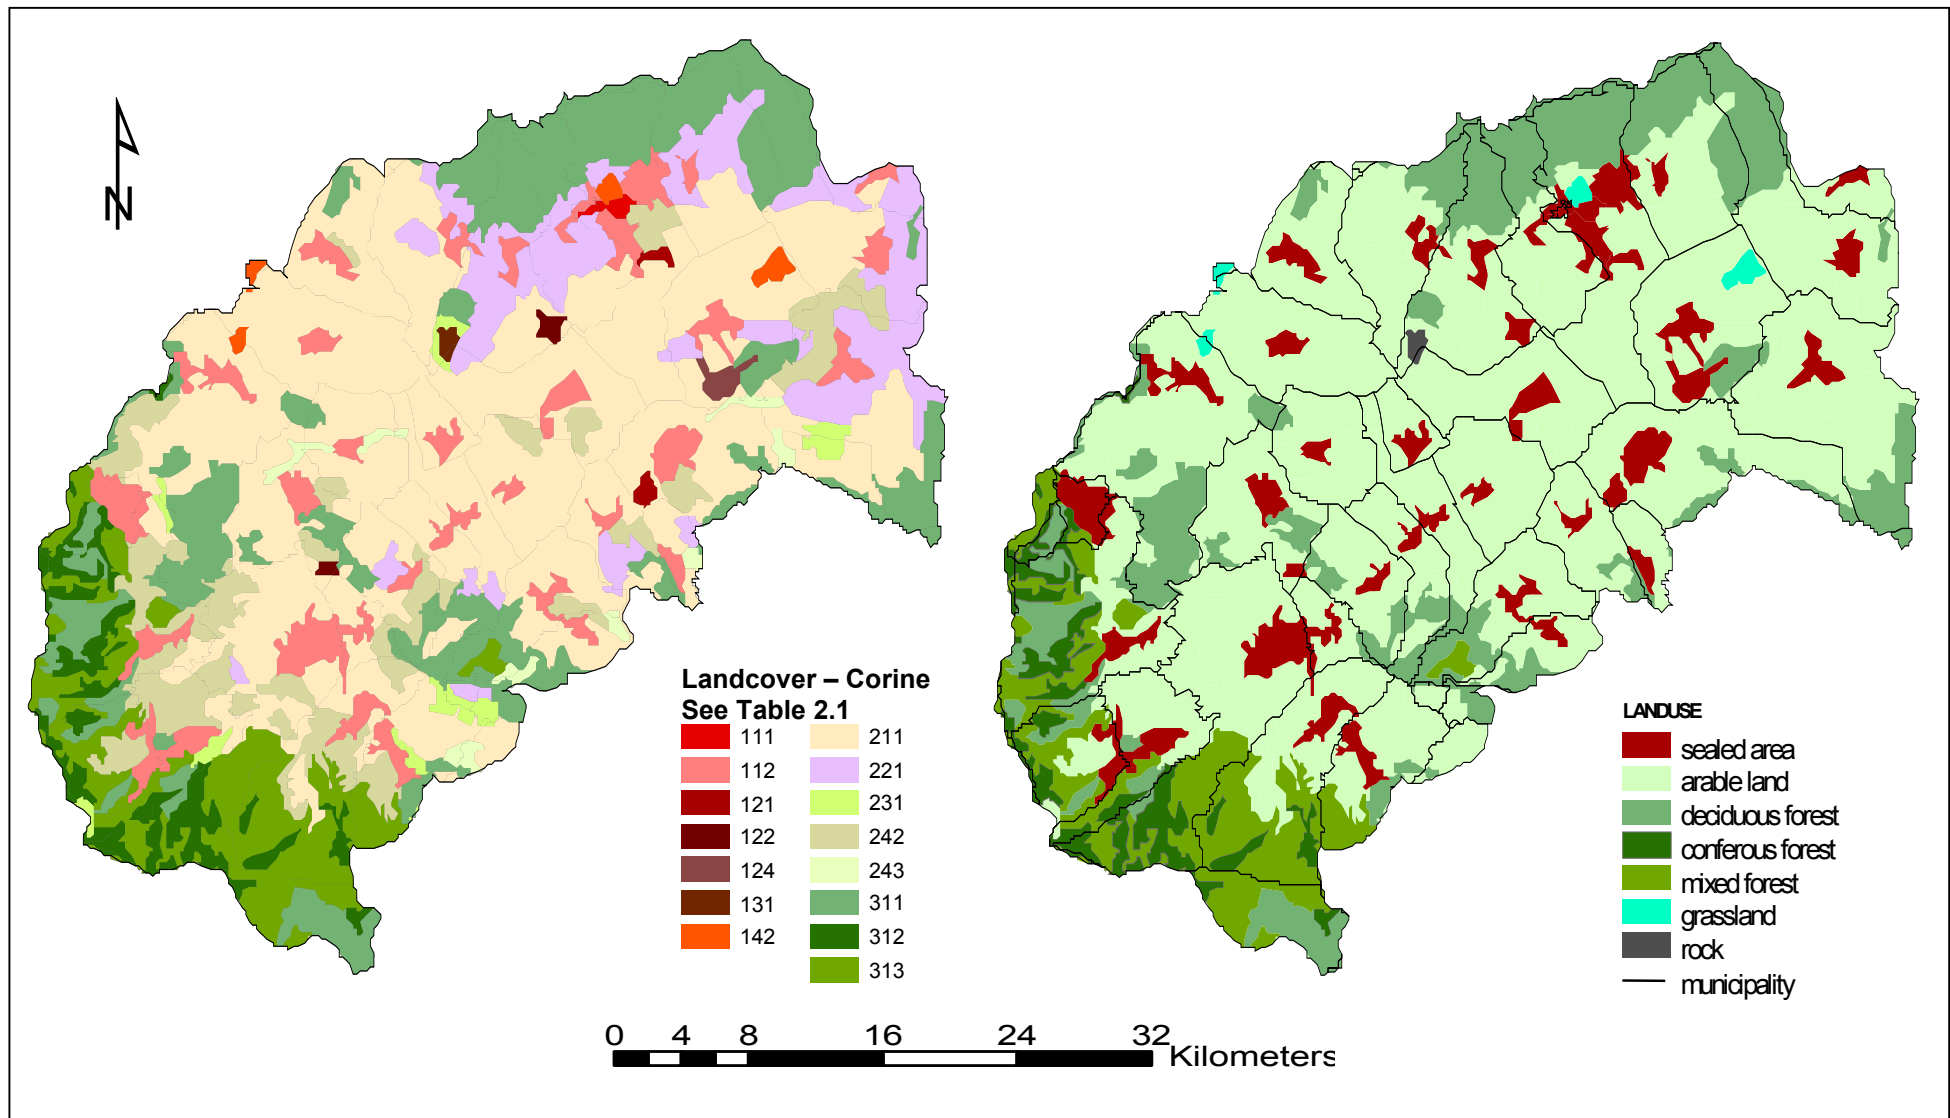 N
Landcover – Corine
See Table 2.1
111
112
121
122
124
131
142
211
221
231
242
243
311
312
313
LANDUSE
sealed area
arable land
deciduous forest
conferous forest
mixed forest
grassland
rock
municipality
0 4 8 16 24 32
Kilometers